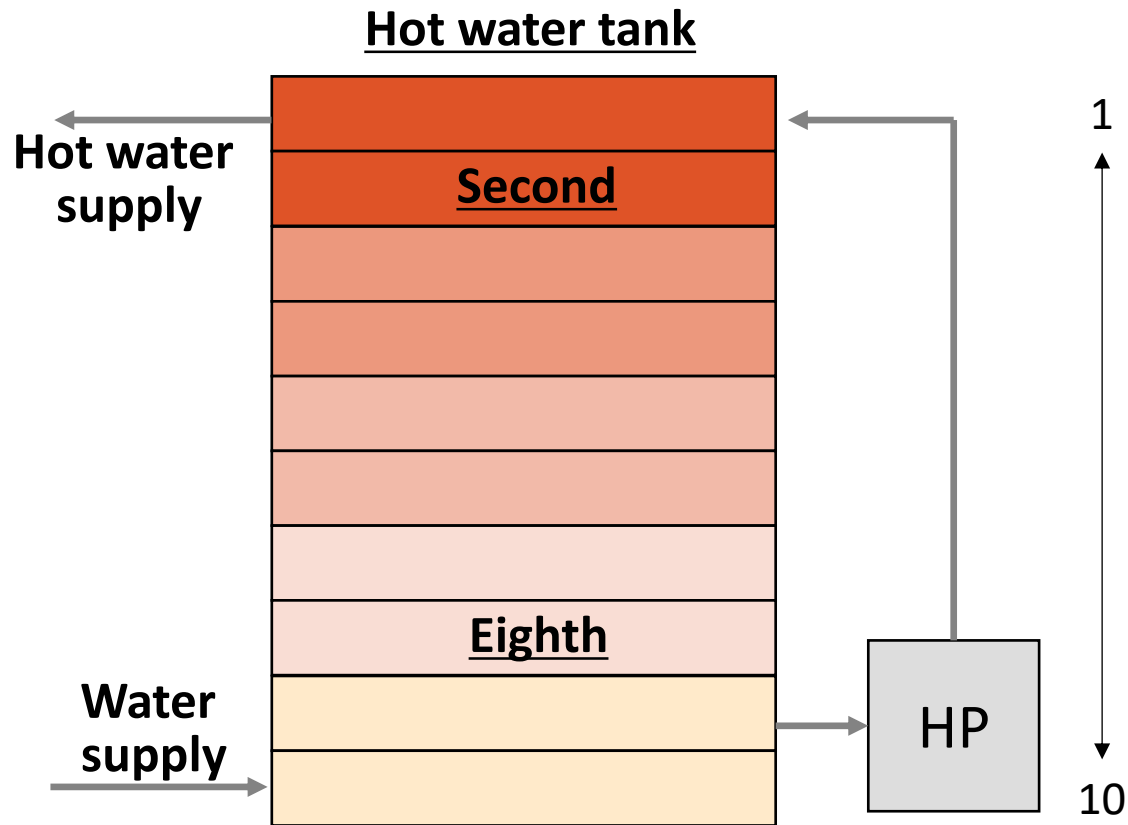 Hot water tank
1
Hot water
supply
Second
Eighth
Water
supply
HP
10